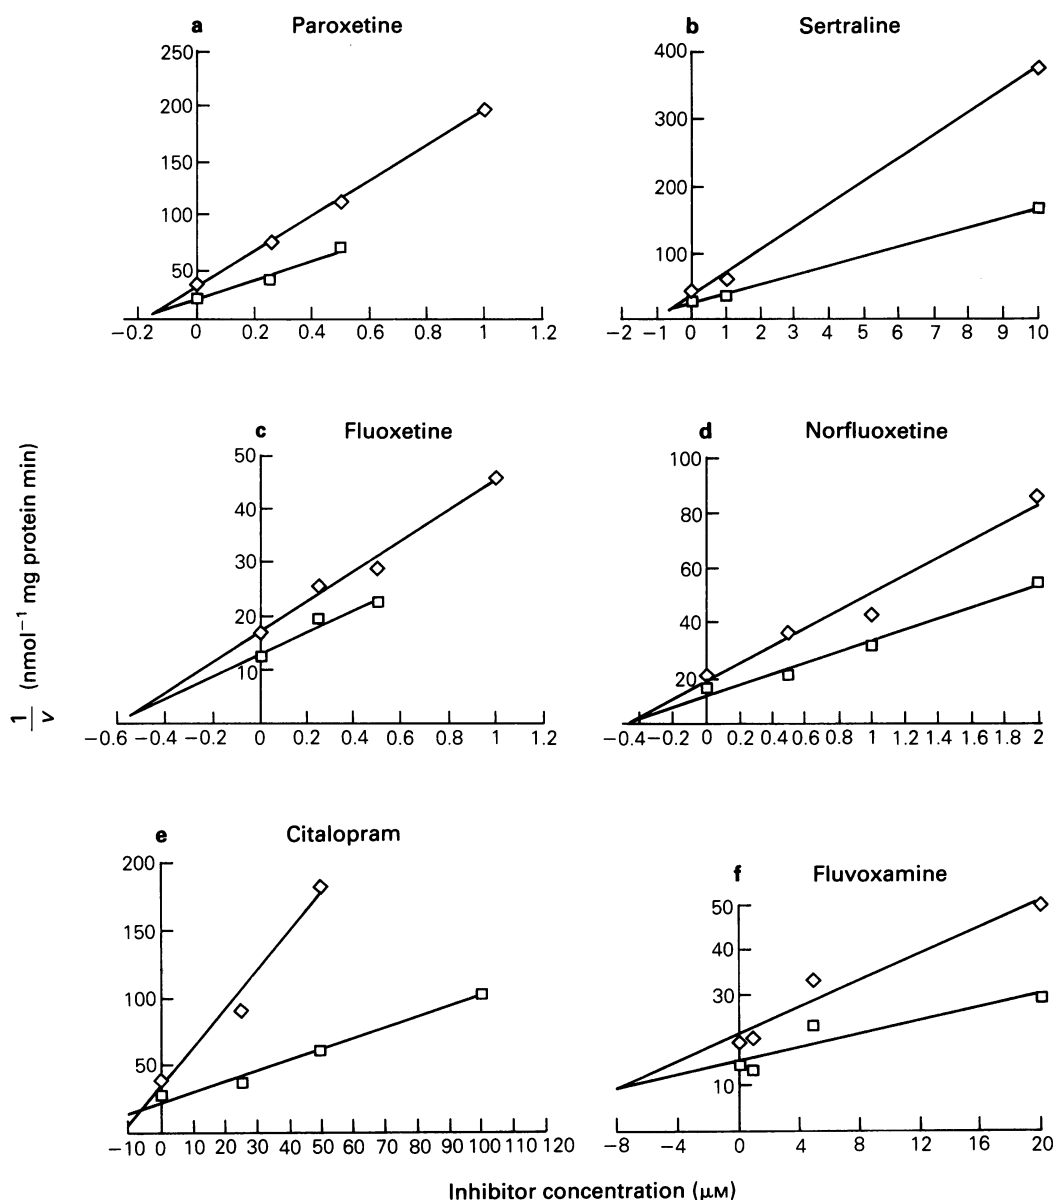 a Paroxetine
250
200
150
100
50
−0.2 0 0.2 0.4 0.6 0.8 1 1.2
b Sertraline
400
300
200
100
−2 −1 0 1 2 3 4 5 6 7 8 9 10
c Fluoxetine
50
40
30
20
10
−0.6 −0.4 −0.2 0 0.2 0.4 0.6 0.8 1 1.2
d Norfluoxetine
100
80
60
40
20
−0.4 −0.2 0 0.2 0.4 0.6 0.8 1 1.2 1.4 1.6 1.8 2
1/v (nmol⁻¹ mg protein min)
e Citalopram
200
150
100
50
−10 0 10 20 30 40 50 60 70 80 90 100 110 120
f Fluvoxamine
50
40
30
10
−8 −4 0 4 8 12 16 20
Inhibitor concentration (μM)